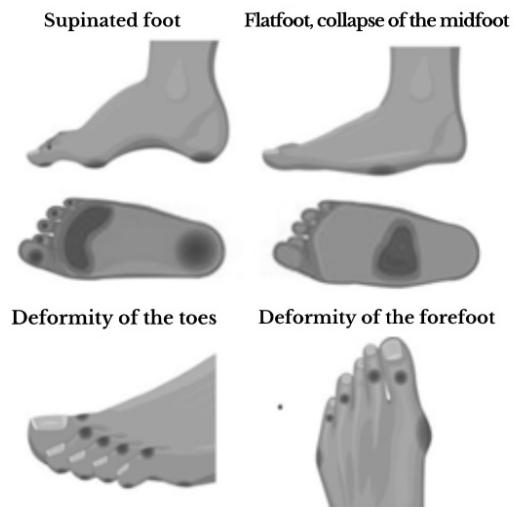 Supinated foot
Flatfoot, collapse of the midfoot
Deformity of the toes
Deformity of the forefoot